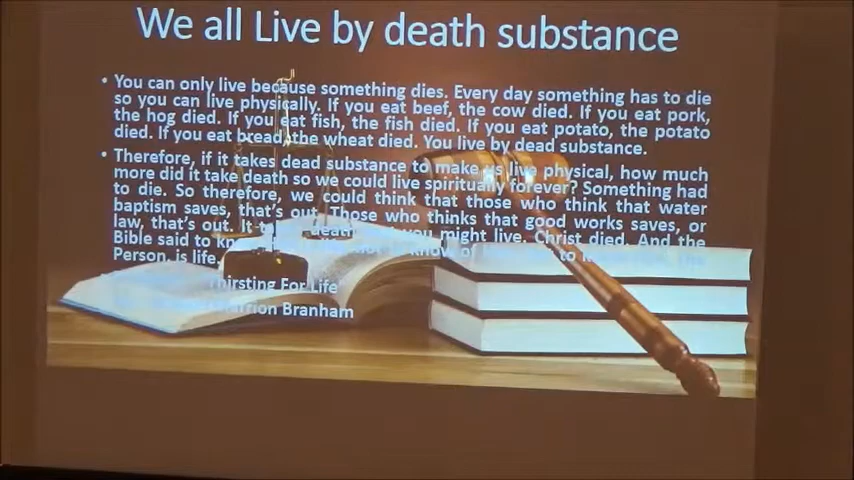 We all Live by death substance
• You can only live because something dies. Every day something has to die
so you can live physically. If you eat beef, the cow died. If you eat pork,
the hog died. If you eat fish, the fish died. If you eat potato, the potato
died. If you eat bread the wheat died. You live by dead substance.
• Therefore, if it takes dead substance to make us live physical, how much
more did it take death so we could live spiritually forever? Something had
to die. So therefore, we could think that those who think that water
baptism saves, that's out. Those who thinks that good works saves, or
law, that's out. It death you might live. Christ died. And the
Bible said to know
Person is life.
Thirsting For Life
Branham